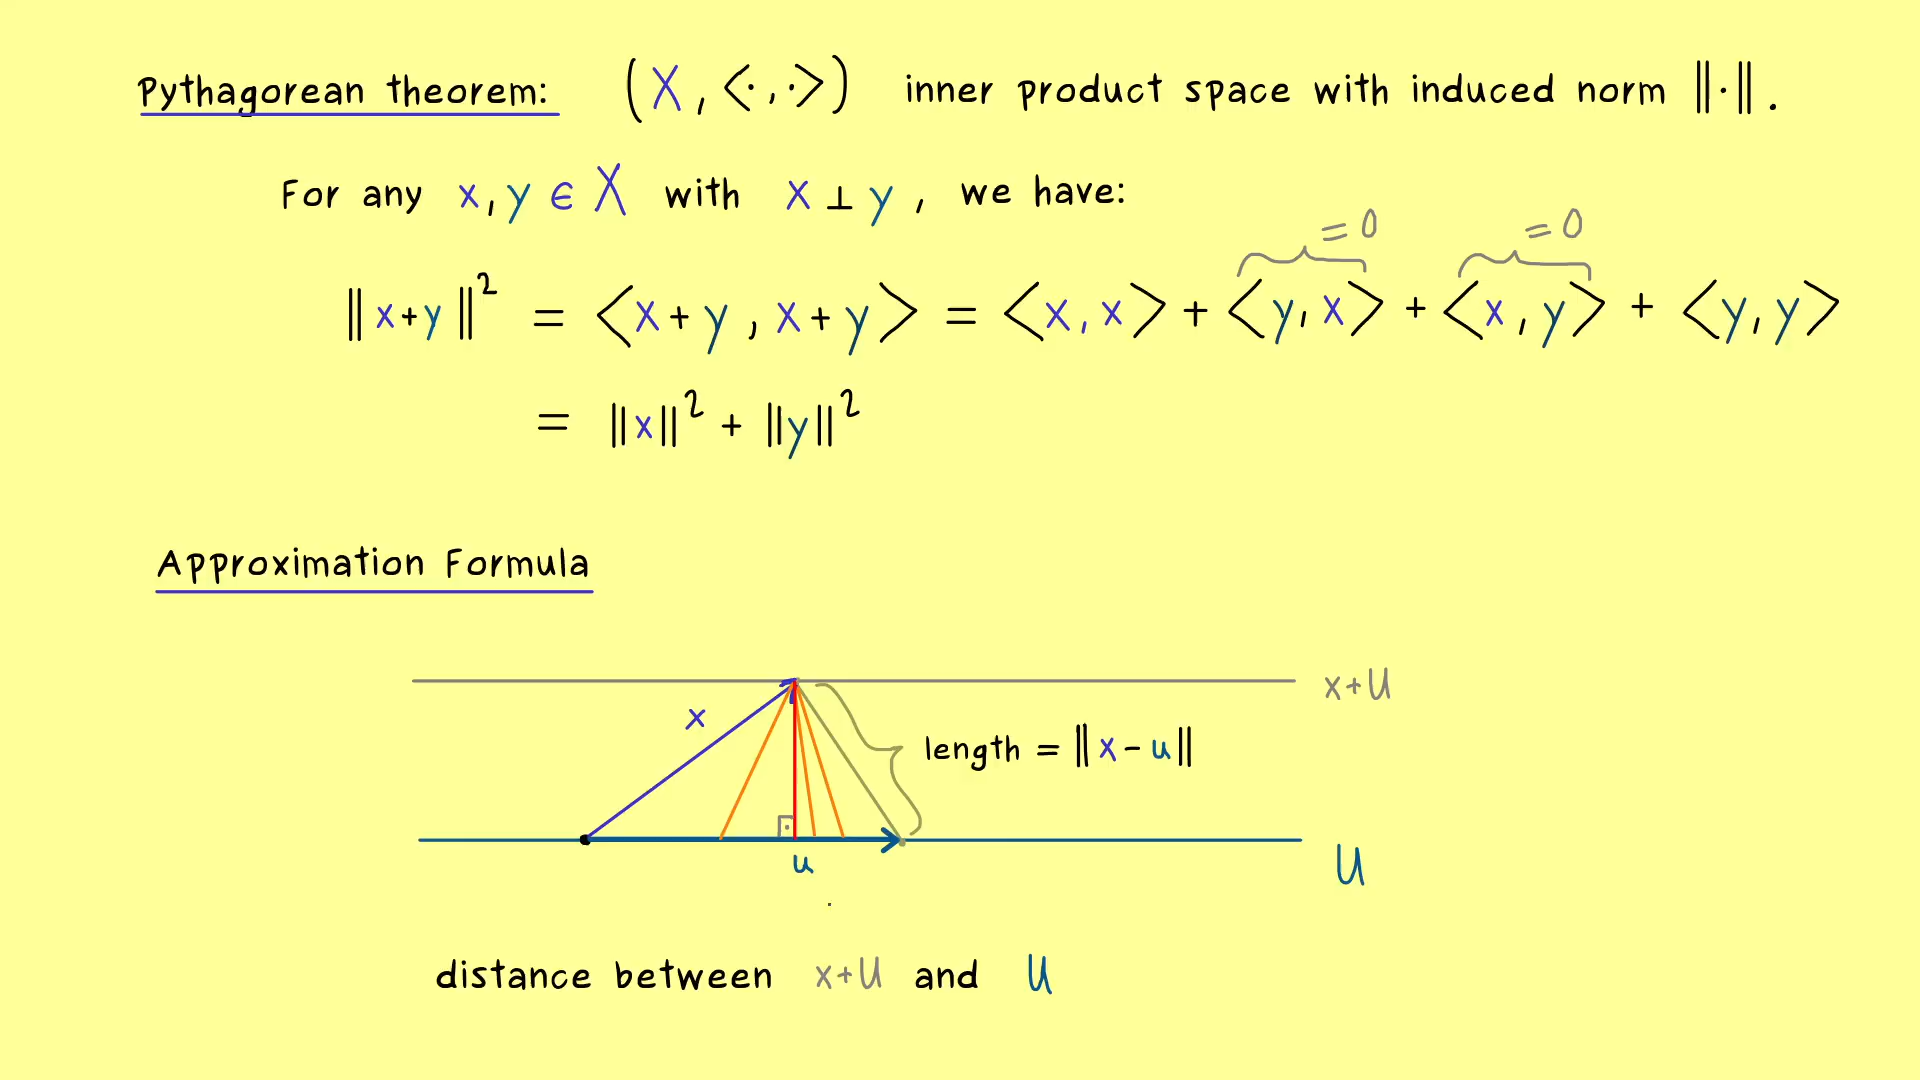 Pythagorean theorem: (X, <·,·>) inner product space with induced norm ‖·‖.
For any x, y ∈ X with x ⊥ y, we have:
= 0 = 0
‖x+y‖² = <x+y, x+y> = <x, x> + <y, x> + <x, y> + <y, y>
= ‖x‖² + ‖y‖²
Approximation Formula
x+U
x
length = ‖x-u‖
u
U
distance between x+U and U